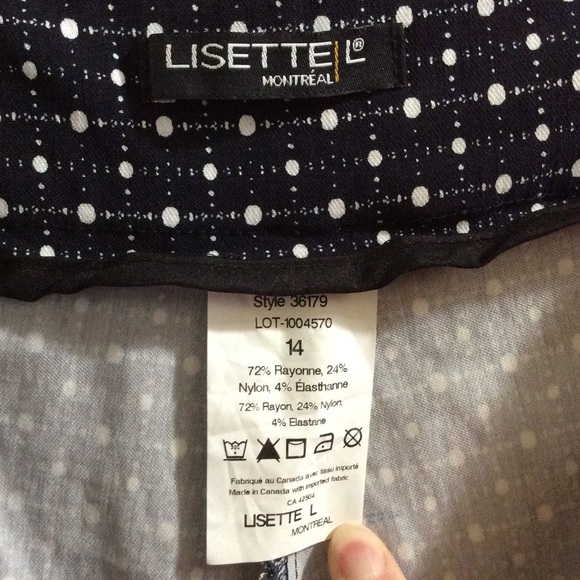 LISETTE L®
MONTRÉAL
Style 36179
LOT-1004570
14
72% Rayonne, 24%
Nylon, 4% Élasthanne
72% Rayon, 24% Nylon,
4% Elastane
Fabriqué au Canada avec tissu importé
Made in Canada with imported fabric
CA 42504
LISETTE L
MONTREAL